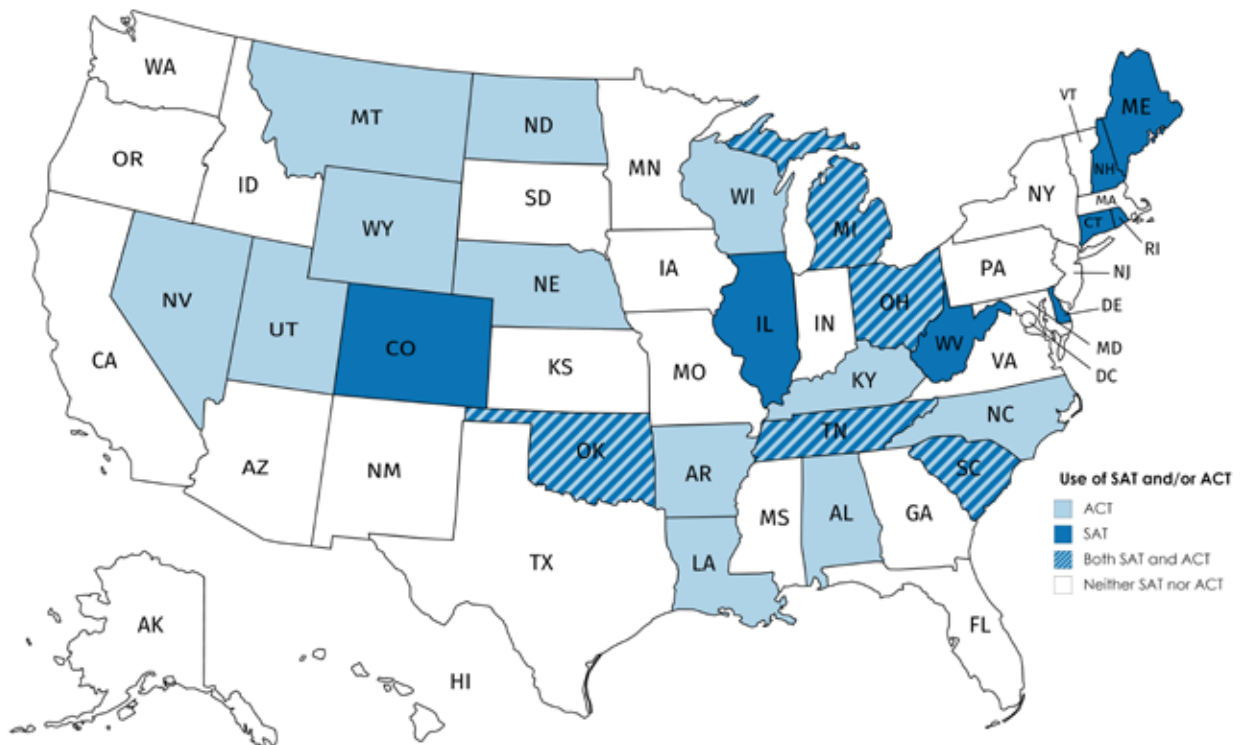 WA
MT
ND
MN
VT
ME
OR
ID
SD
WI
NH
NY
MA
WY
MI
CT
RI
IA
PA
NJ
NE
NV
OH
DE
UT
IL
IN
CO
WV
MD
CA
KS
MO
VA
DC
KY
NC
TN
AZ
NM
OK
AR
SC
Use of SAT and/or ACT
ACT
SAT
Both SAT and ACT
Neither SAT nor ACT
MS
AL
GA
TX
LA
AK
FL
HI